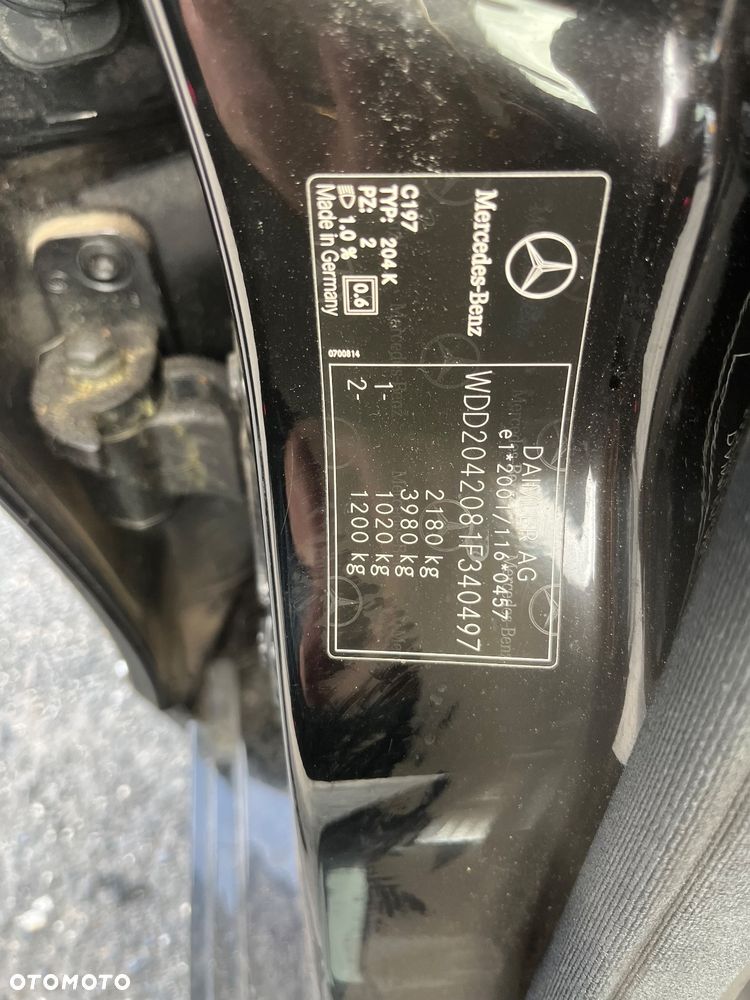 Mercedes-Benz
C197
TYP: 204 K
PZ: 2
1.0 %
0.6
Made in Germany
0700814
DAIMLER AG
e1*2001/116*0457
WDD2042081F340497
2180 kg
3980 kg
1- 1020 kg
2- 1200 kg
OTOMOTO